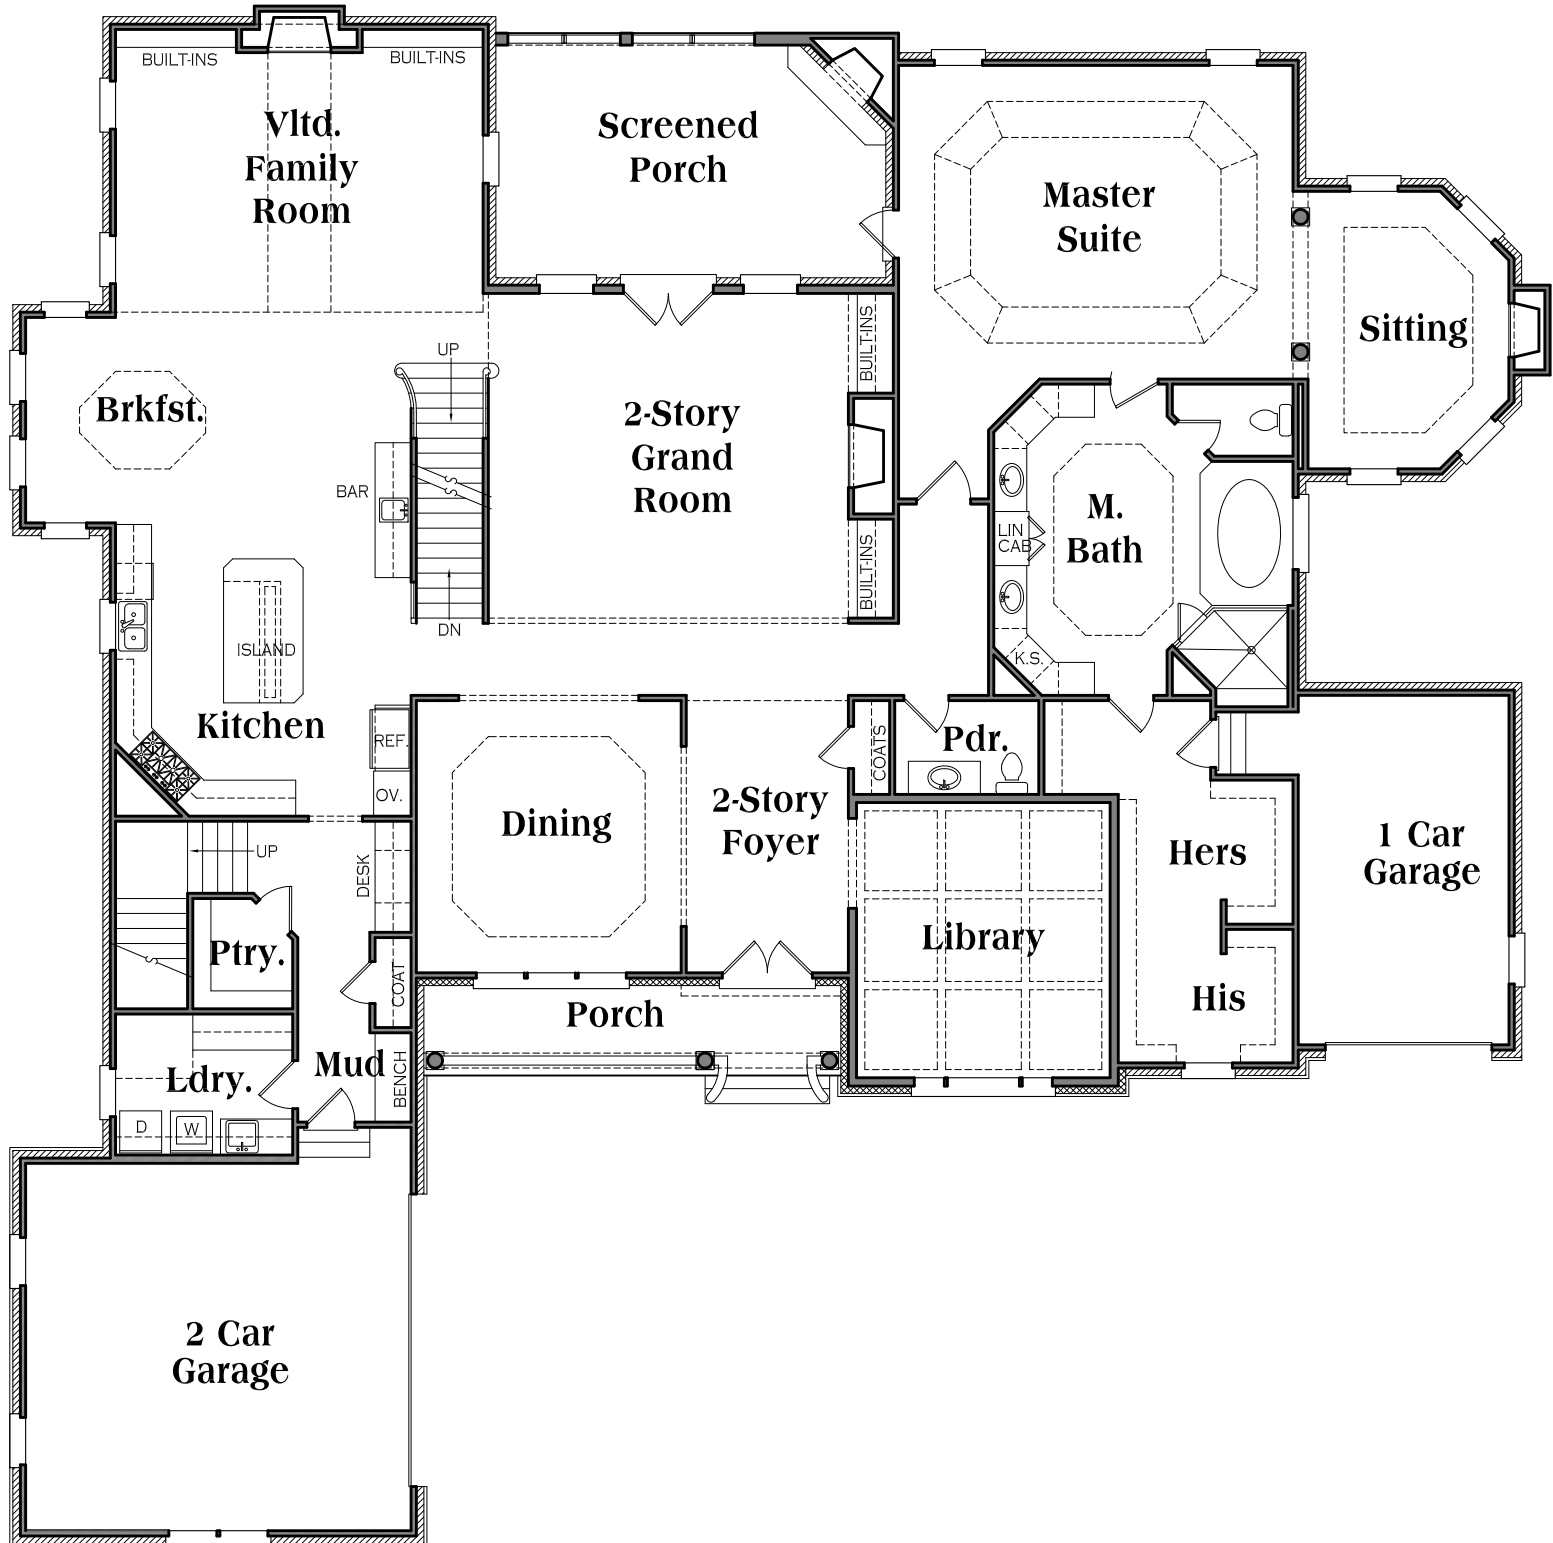 BUILT-INS
BUILT-INS
Vltd.
Family
Room
Screened
Porch
Master
Suite
Sitting
BUILT-INS
UP
Brkfst.
2-Story
Grand
Room
BAR
M.
Bath
LIN
CAB
BUILT-INS
DN
ISLAND
K.S.
Kitchen
REF.
OV.
COATS
Pdr.
Dining
2-Story
Foyer
UP
DESK
Hers
1 Car
Garage
Ptry.
Library
COAT
His
Porch
Mud
Ldry.
BENCH
D
W
2 Car
Garage